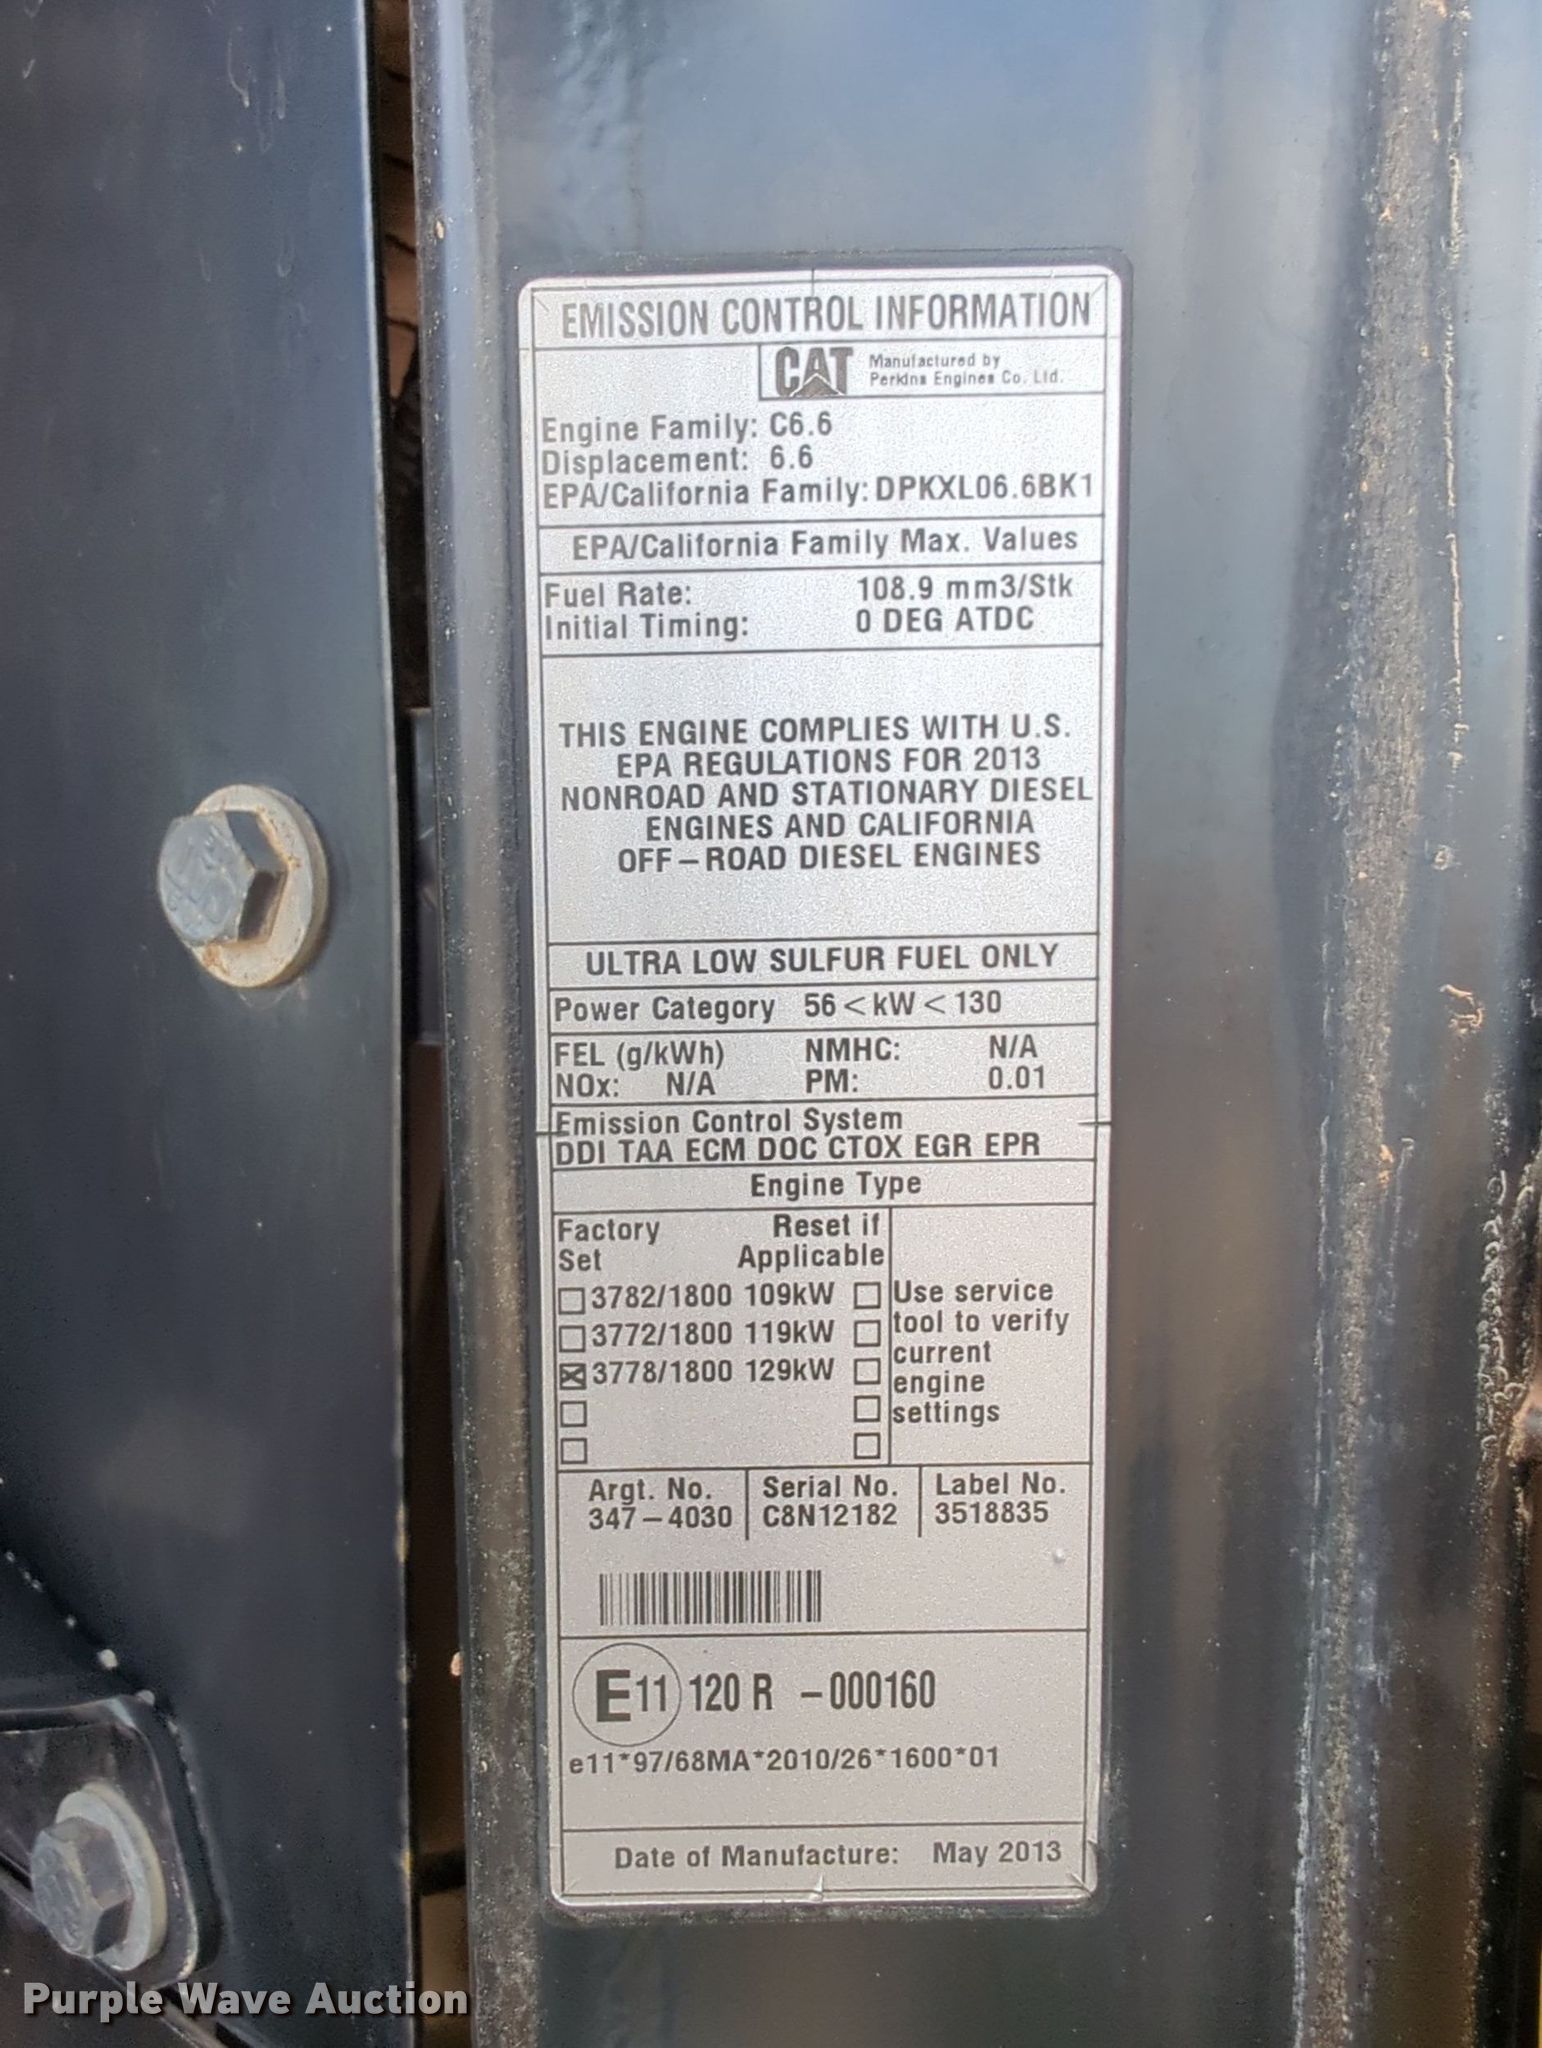 EMISSION CONTROL INFORMATION
CAT
Manufactured by
Perkins Engines Co. Ltd.
Engine Family: C6.6
Displacement: 6.6
EPA/California Family: DPKXL06.6BK1
EPA/California Family Max. Values
Fuel Rate: 108.9 mm3/Stk
Initial Timing: 0 DEG ATDC
THIS ENGINE COMPLIES WITH U.S.
EPA REGULATIONS FOR 2013
NONROAD AND STATIONARY DIESEL
ENGINES AND CALIFORNIA
OFF-ROAD DIESEL ENGINES
ULTRA LOW SULFUR FUEL ONLY
Power Category 56 < kW < 130
FEL (g/kWh) NMHC: N/A
NOx: N/A PM: 0.01
Emission Control System
DDI TAA ECM DOC CTOX EGR EPR
Engine Type
Factory Set
Reset if Applicable
3782/1800 109kW
3772/1800 119kW
3778/1800 129kW
Use service
tool to verify
current
engine
settings
Argt. No. Serial No. Label No.
347-4030 C8N12182 3518835
E11 120 R -000160
e11*97/68MA*2010/26*1600*01
Date of Manufacture: May 2013
Purple Wave Auction